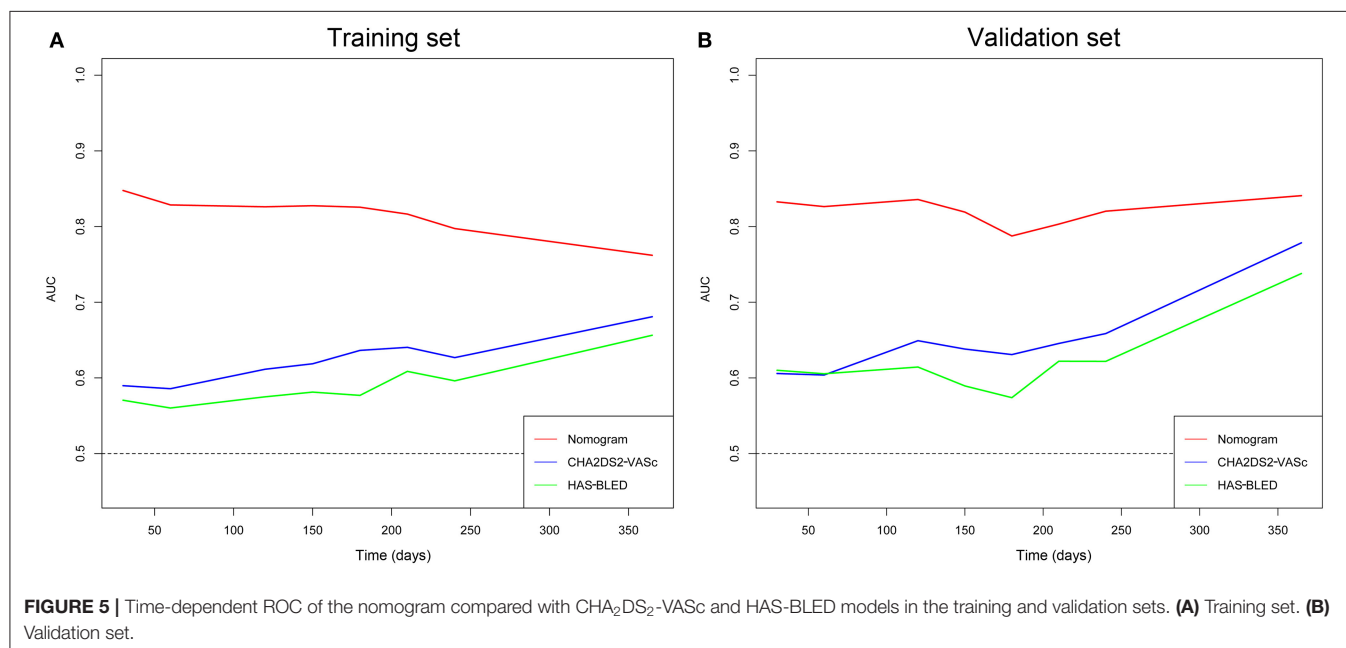 A
Training set
1.0
0.9
0.8
0.7
0.6
0.5
AUC
50
100
150
200
250
300
350
Time (days)
Nomogram
CHA2DS2-VASc
HAS-BLED
B
Validation set
1.0
0.9
0.8
0.7
0.6
0.5
AUC
50
100
150
200
250
300
350
Time (days)
Nomogram
CHA2DS2-VASc
HAS-BLED
FIGURE 5 | Time-dependent ROC of the nomogram compared with CHA₂DS₂-VASc and HAS-BLED models in the training and validation sets. (A) Training set. (B)
Validation set.